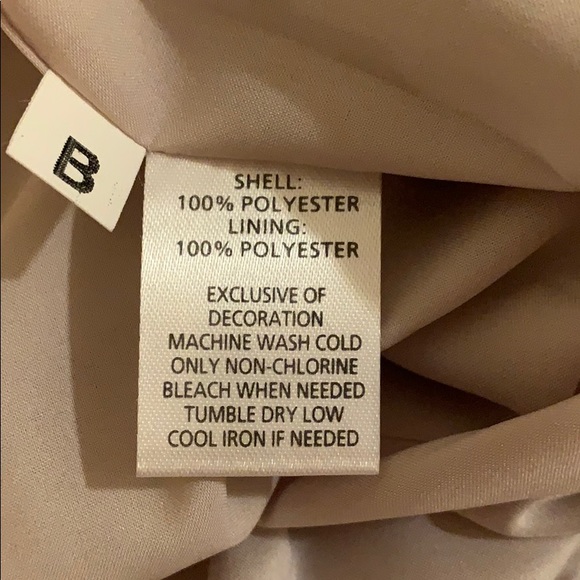 B
SHELL:
100% POLYESTER
LINING:
100% POLYESTER
EXCLUSIVE OF
DECORATION
MACHINE WASH COLD
ONLY NON-CHLORINE
BLEACH WHEN NEEDED
TUMBLE DRY LOW
COOL IRON IF NEEDED